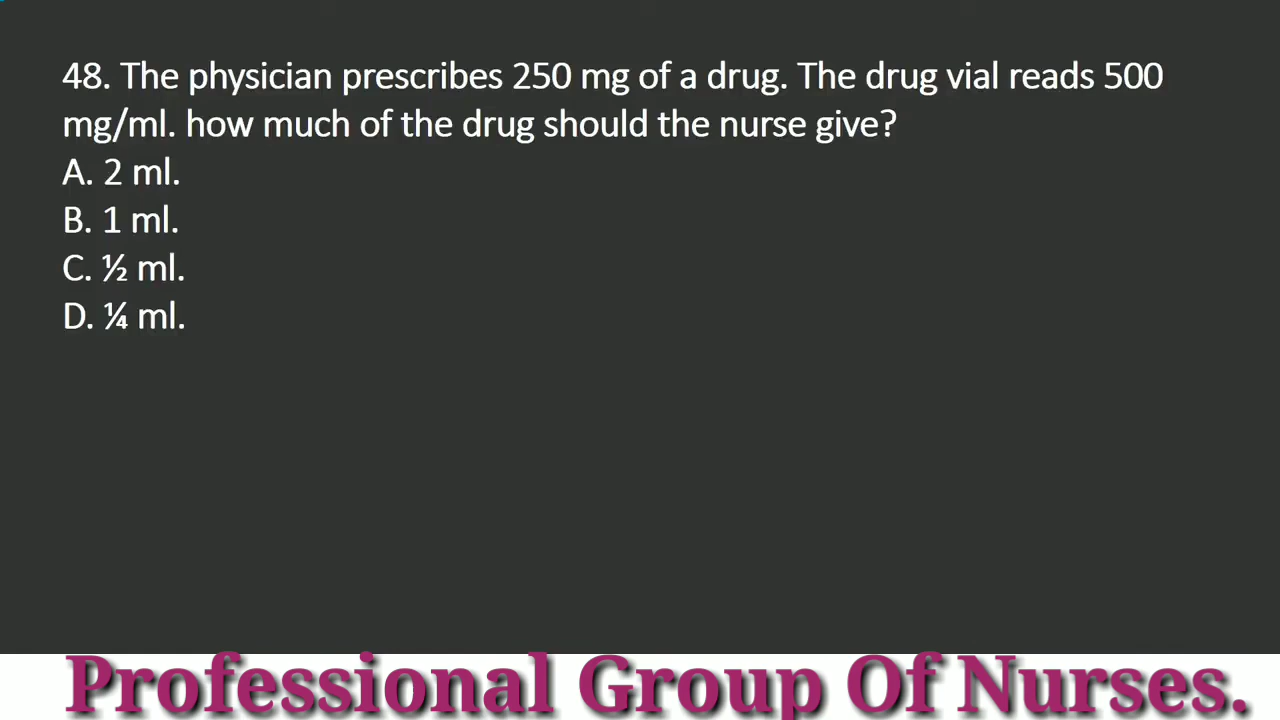 48. The physician prescribes 250 mg of a drug. The drug vial reads 500
mg/ml. how much of the drug should the nurse give?
A. 2 ml.
B. 1 ml.
C. ½ ml.
D. ¼ ml.
Professional Group Of Nurses.